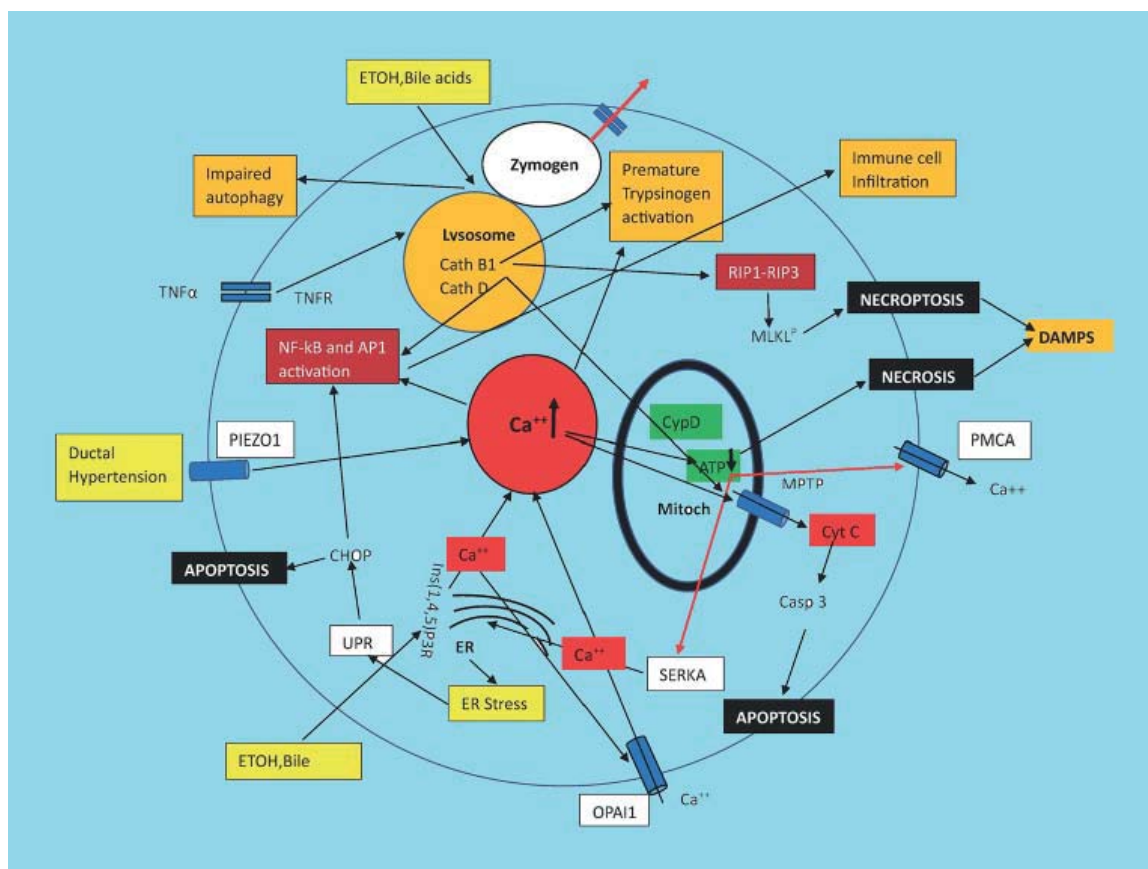 ETOH,Bile acids
Zymogen
Impaired
autophagy
Premature
Trypsinogen
activation
Immune cell
Infiltration
Lvsosome
Cath B1
Cath D
TNFα
TNFR
RIP1-RIP3
MLKLᵖ
NECROPTOSIS
DAMPS
NF-kB and AP1
activation
NECROSIS
Ca⁺⁺
CypD
ATP
PIEZO1
PMCA
Ductal
Hypertension
MPTP
Ca++
Mitoch
Cyt C
CHOP
APOPTOSIS
Ca⁺⁺
Ins(1,4,5)P3R
Casp 3
UPR
ER
Ca⁺⁺
SERKA
ER Stress
APOPTOSIS
ETOH,Bile
OPAI1
Ca⁺⁺